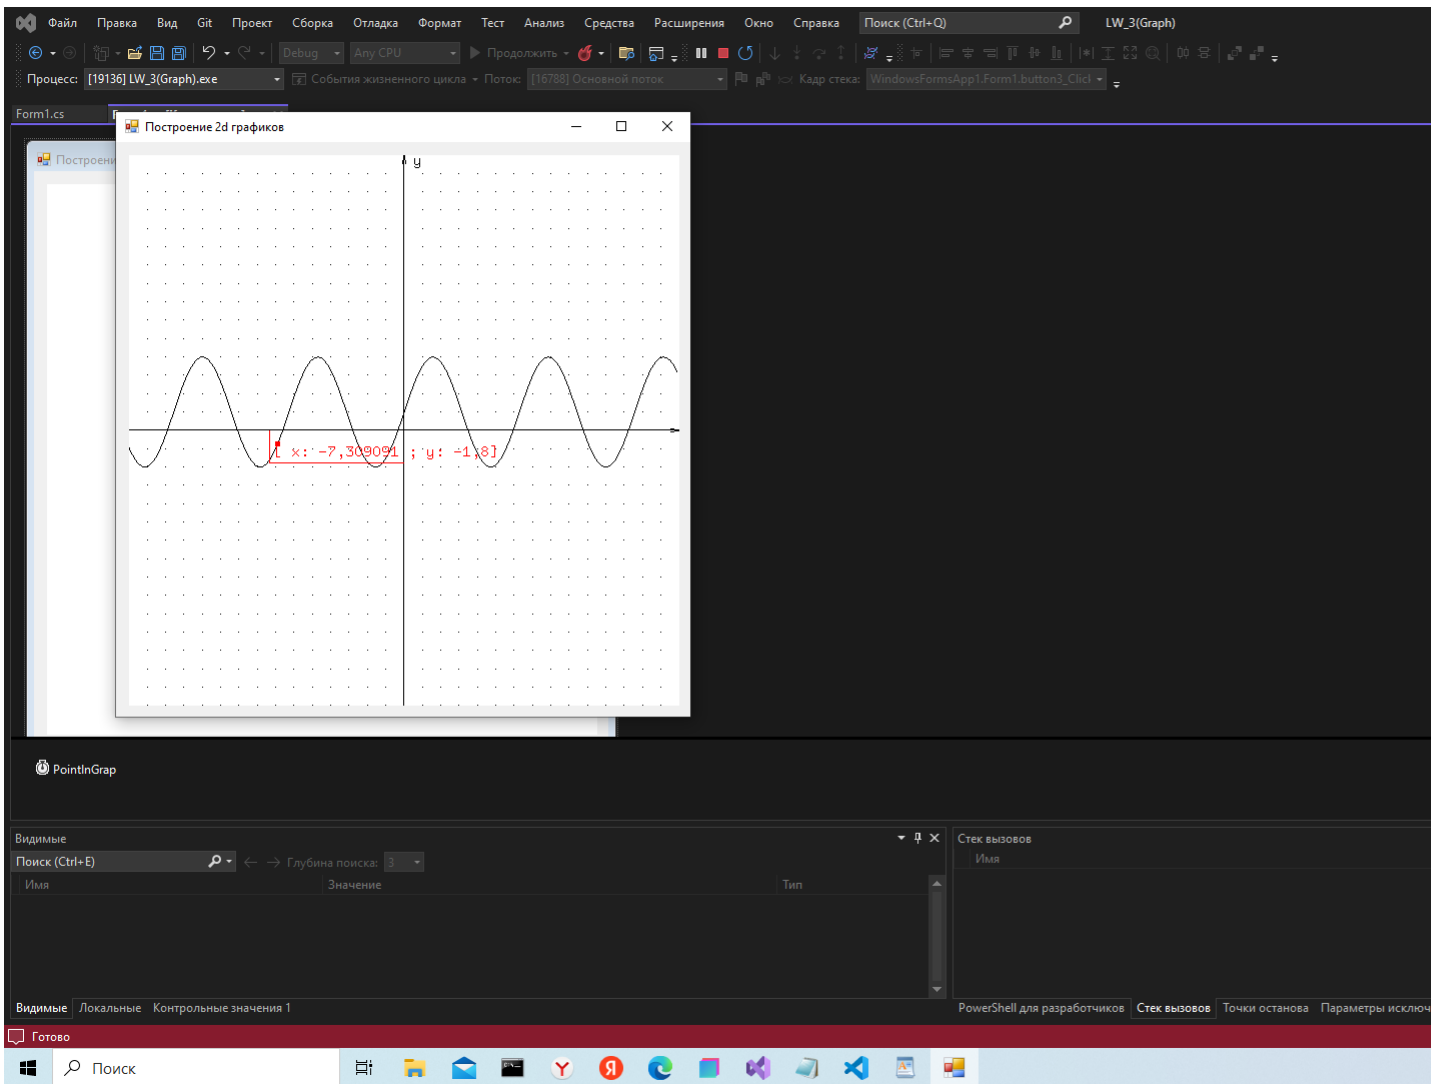 Файл Правка Вид Git Проект Сборка Отладка Формат Тест Анализ Средства Расширения Окно Справка Поиск (Ctrl+Q) LW_3(Graph)
Debug Any CPU Продолжить
Процесс: [19136] LW_3(Graph).exe События жизненного цикла Поток: [16788] Основной поток Кадр стека: WindowsFormsApp1.Form1.button3_Click
Form1.cs
Построение 2d графиков
Построени
y
[ x: -7,309091 ; y: -1,8]
PointInGrap
Видимые
Поиск (Ctrl+E) Глубина поиска: 3
Имя Значение Тип
Стек вызовов
Имя
Видимые Локальные Контрольные значения 1
PowerShell для разработчиков Стек вызовов Точки останова Параметры исключ
Готово
Поиск